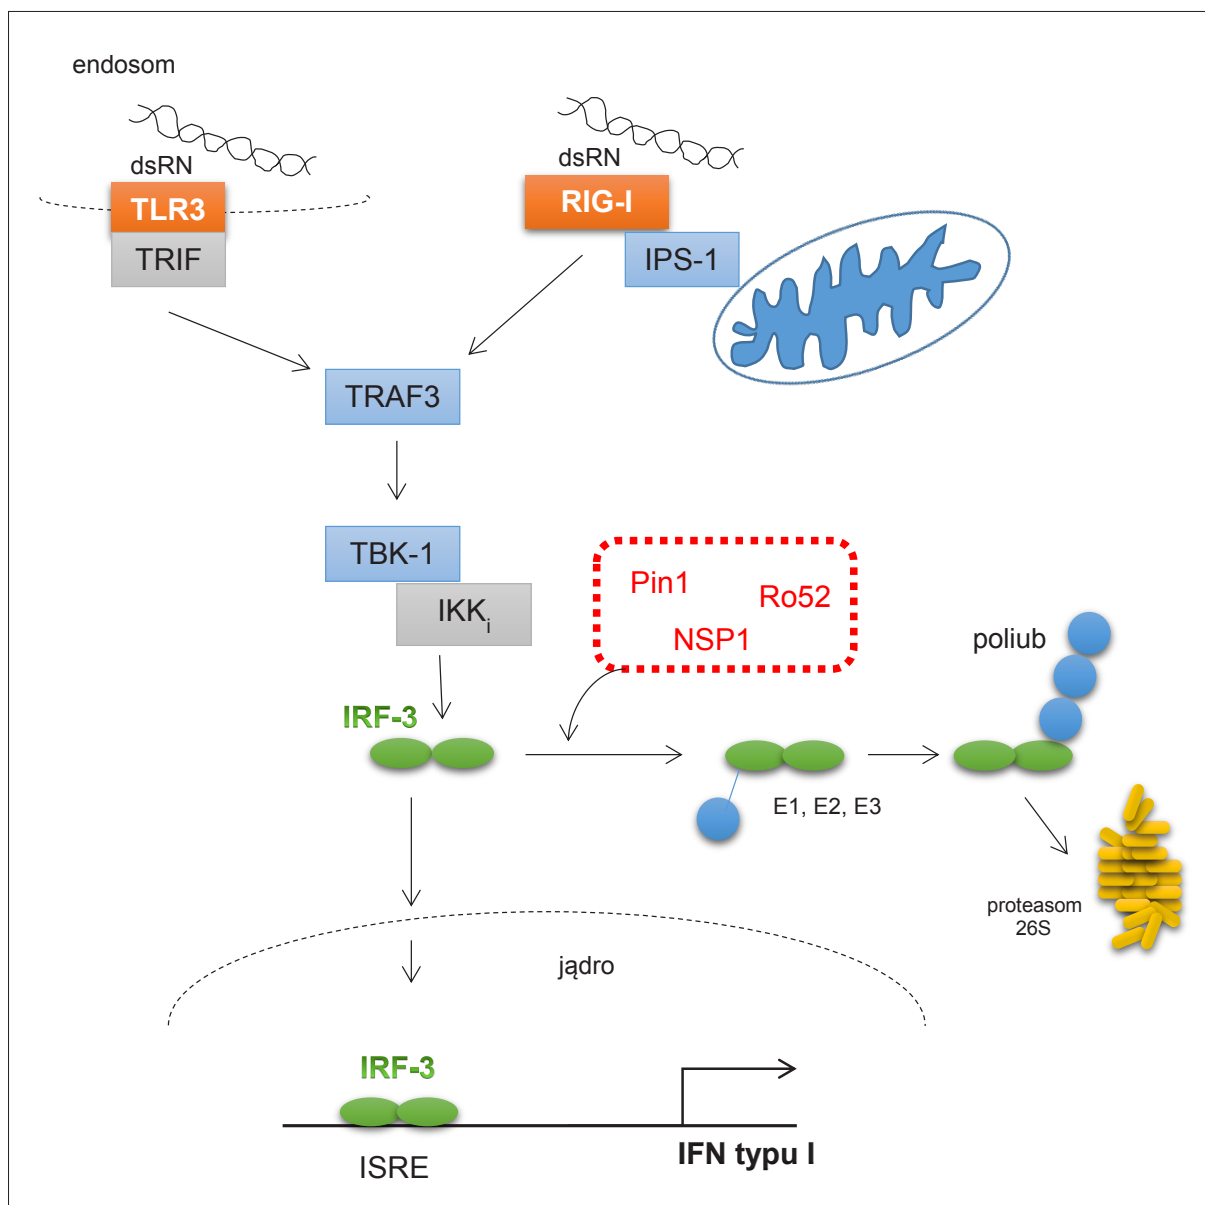 endosom
dsRN
TLR3
TRIF
dsRN
RIG-I
IPS-1
TRAF3
TBK-1
IKKi
Pin1
Ro52
NSP1
poliub
IRF-3
E1, E2, E3
proteasom
26S
jądro
IRF-3
ISRE
IFN typu I